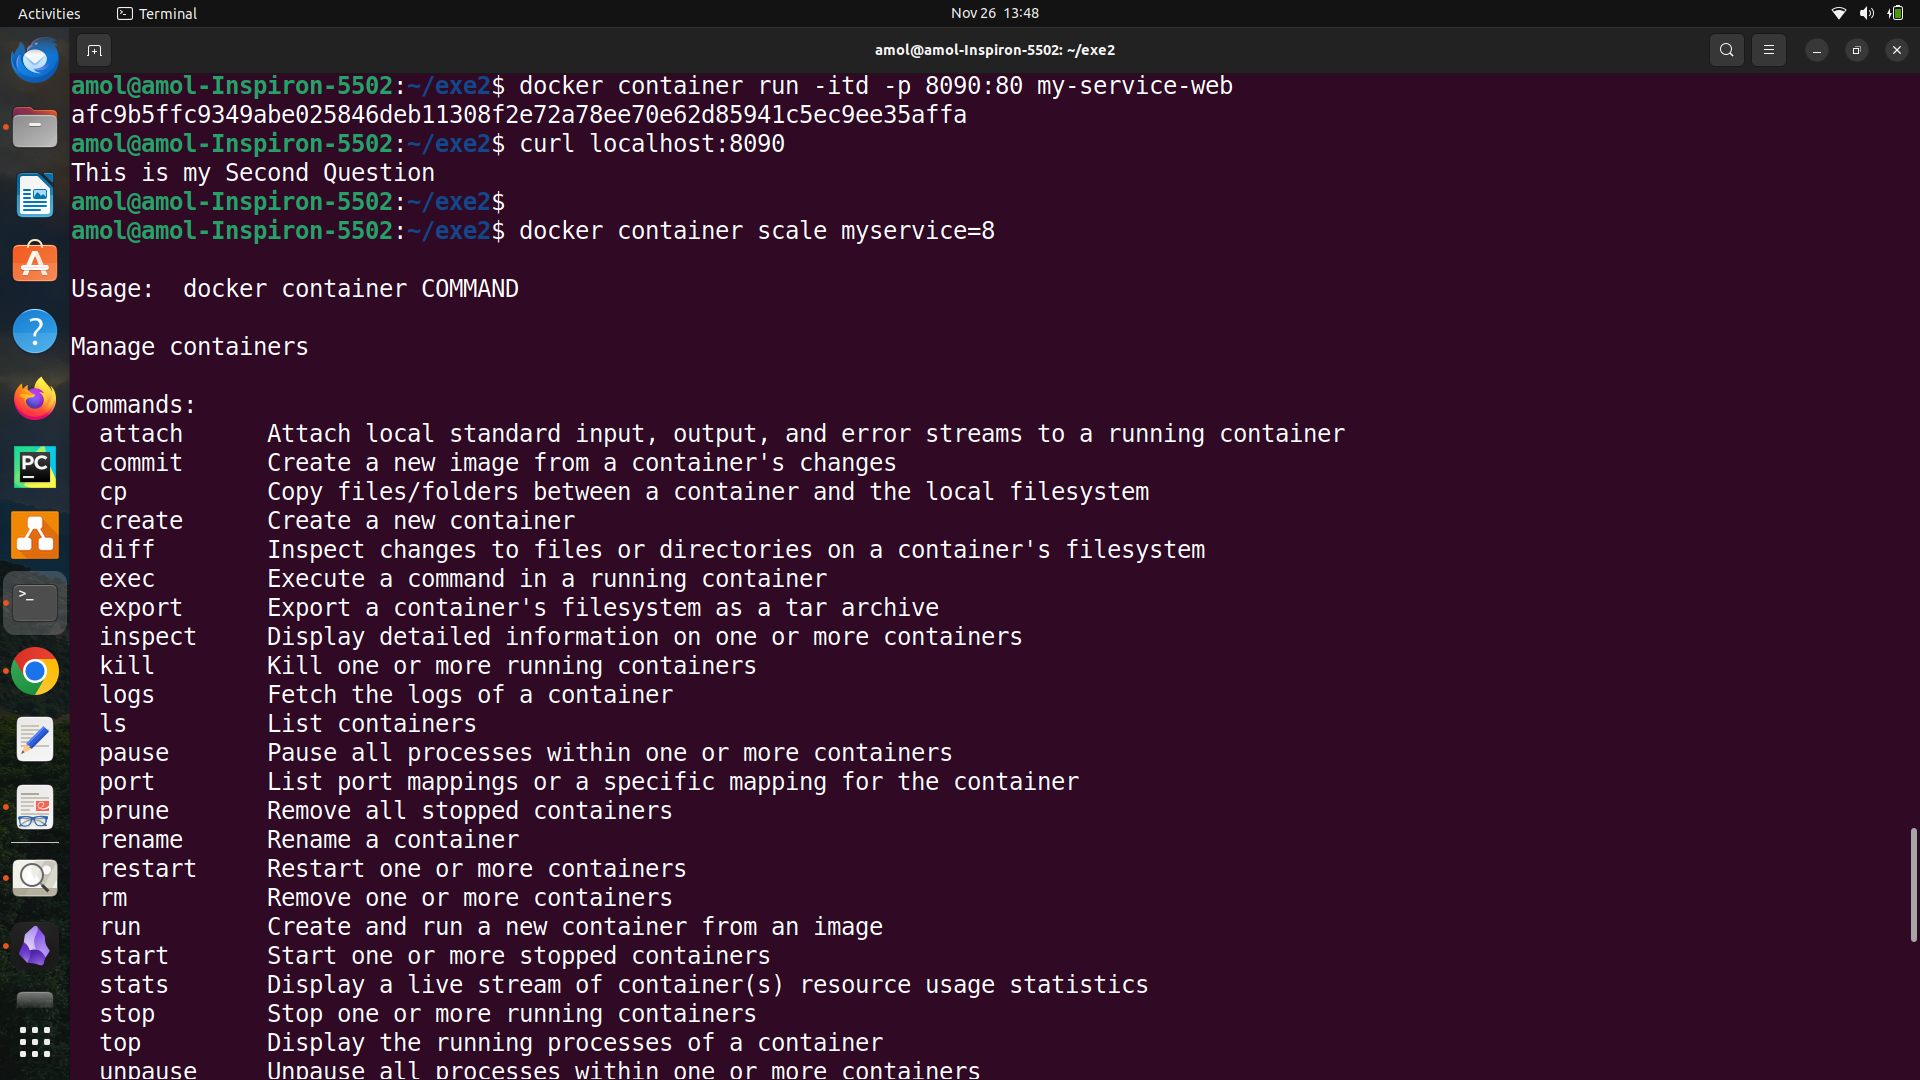 Activities Terminal Nov 26 13:48
amol@amol-Inspiron-5502: ~/exe2
amol@amol-Inspiron-5502:~/exe2$ docker container run -itd -p 8090:80 my-service-web
afc9b5ffc9349abe025846deb11308f2e72a78ee70e62d85941c5ec9ee35affa
amol@amol-Inspiron-5502:~/exe2$ curl localhost:8090
This is my Second Question
amol@amol-Inspiron-5502:~/exe2$
amol@amol-Inspiron-5502:~/exe2$ docker container scale myservice=8
Usage:  docker container COMMAND
Manage containers
Commands:
  attach      Attach local standard input, output, and error streams to a running container
  commit      Create a new image from a container's changes
  cp          Copy files/folders between a container and the local filesystem
  create      Create a new container
  diff        Inspect changes to files or directories on a container's filesystem
  exec        Execute a command in a running container
  export      Export a container's filesystem as a tar archive
  inspect     Display detailed information on one or more containers
  kill        Kill one or more running containers
  logs        Fetch the logs of a container
  ls          List containers
  pause       Pause all processes within one or more containers
  port        List port mappings or a specific mapping for the container
  prune       Remove all stopped containers
  rename      Rename a container
  restart     Restart one or more containers
  rm          Remove one or more containers
  run         Create and run a new container from an image
  start       Start one or more stopped containers
  stats       Display a live stream of container(s) resource usage statistics
  stop        Stop one or more running containers
  top         Display the running processes of a container
  unpause     Unpause all processes within one or more containers
PC